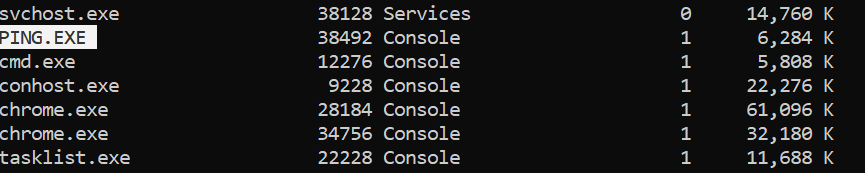 svchost.exe 38128 Services 0 14,760 K
PING.EXE 38492 Console 1 6,284 K
cmd.exe 12276 Console 1 5,808 K
conhost.exe 9228 Console 1 22,276 K
chrome.exe 28184 Console 1 61,096 K
chrome.exe 34756 Console 1 32,180 K
tasklist.exe 22228 Console 1 11,688 K